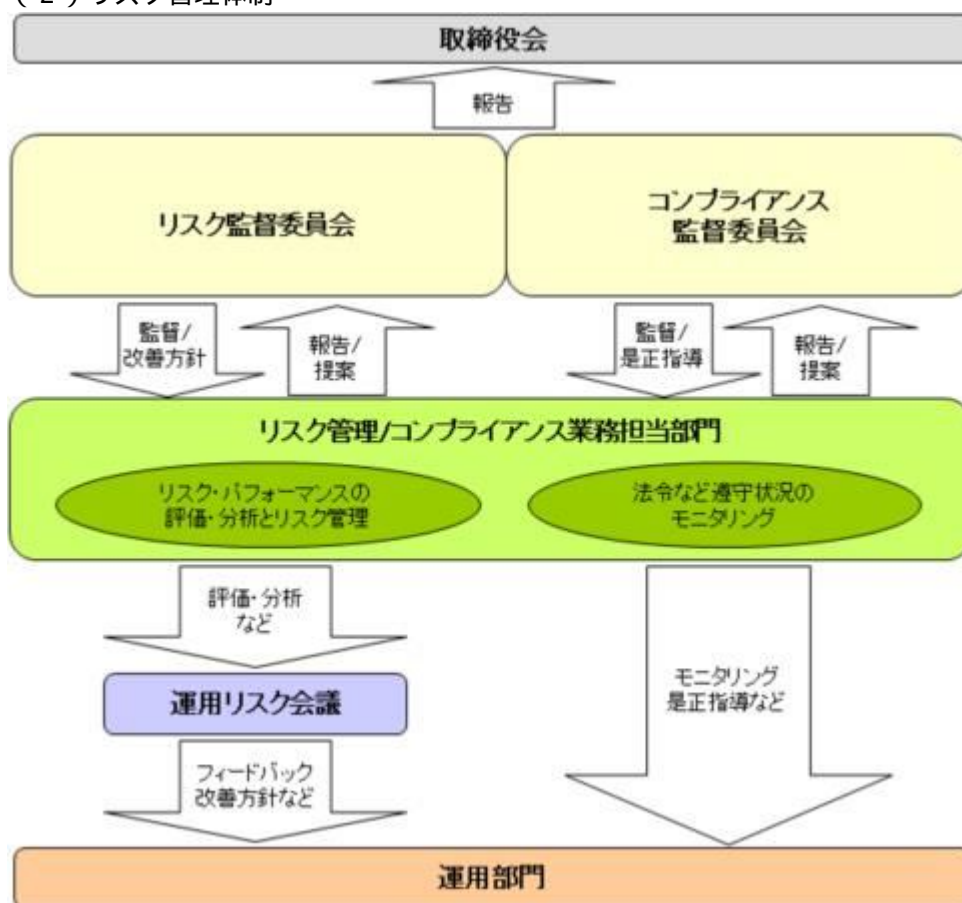 (2)リスク管理体制
取締役会
報告
リスク監督委員会
コンプライアンス
監督委員会
監督/
改善方針
報告/
提案
監督/
是正指導
報告/
提案
リスク管理/コンプライアンス業務担当部門
リスク・パフォーマンスの
評価・分析とリスク管理
法令など遵守状況の
モニタリング
評価・分析
など
運用リスク会議
モニタリング
是正指導など
フィードバック
改善方針など
運用部門